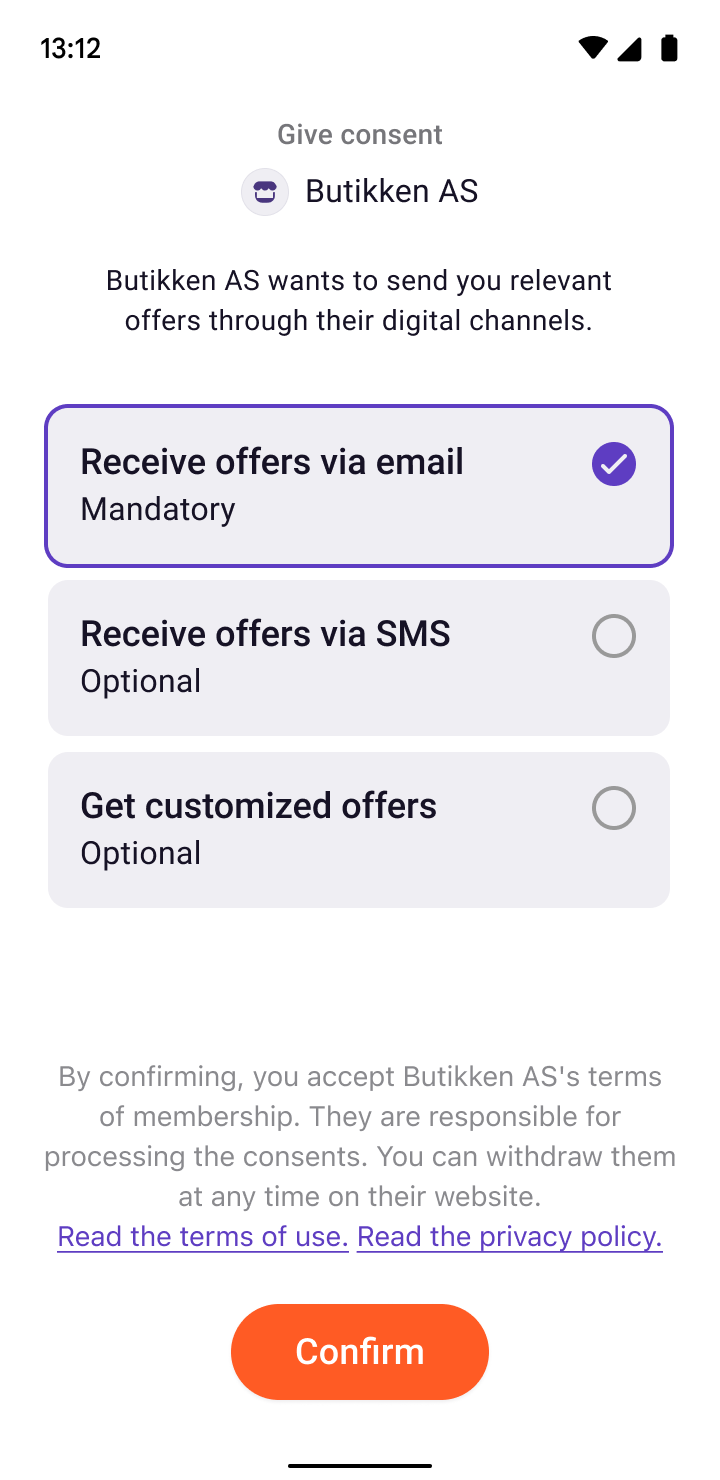 13:12
Give consent
Butikken AS
Butikken AS wants to send you relevant
offers through their digital channels.
Receive offers via email
Mandatory
Receive offers via SMS
Optional
Get customized offers
Optional
By confirming, you accept Butikken AS's terms
of membership. They are responsible for
processing the consents. You can withdraw them
at any time on their website.
Read the terms of use. Read the privacy policy.
Confirm